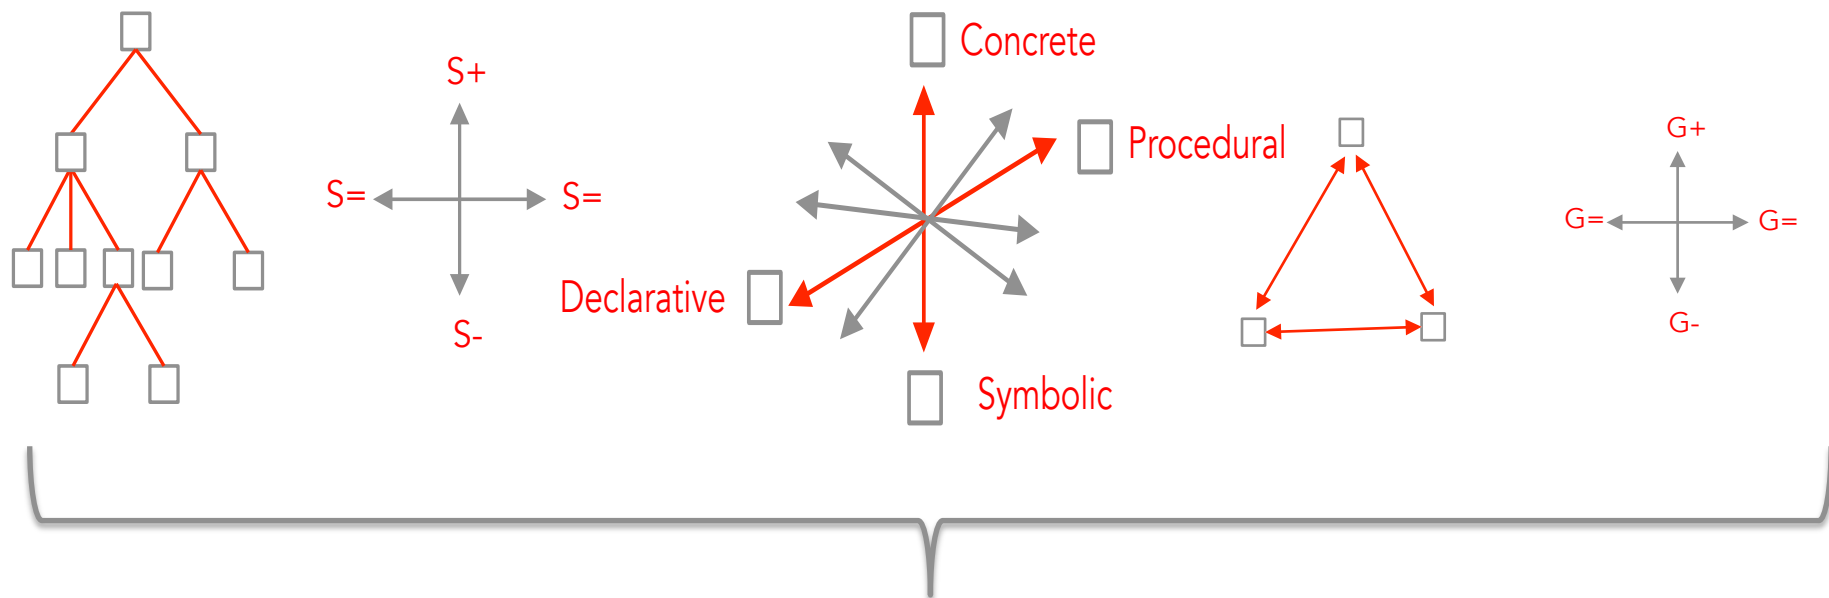 S+
S=
S=
S-
Concrete
Procedural
Declarative
Symbolic
G+
G=
G=
G-